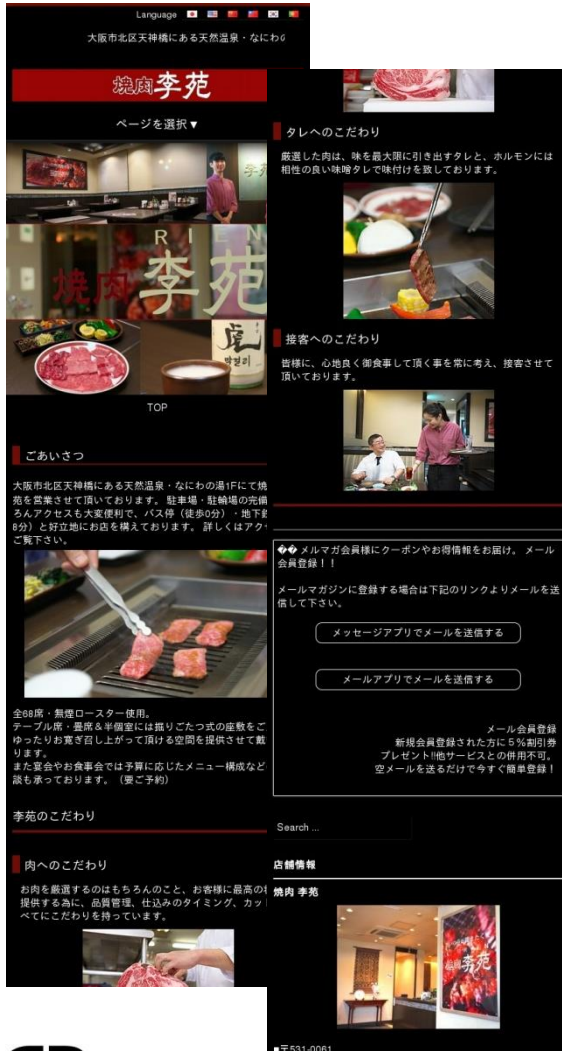 Language
大阪市北区天神橋にある天然温泉・なにわの
焼肉李苑
ページを選択▼
RIEN
焼肉 李苑
TOP
ごあいさつ
大阪市北区天神橋にある天然温泉・なにわの湯1Fにて焼
苑を営業させて頂いております。 駐車場・駐輪場の完備
ろんアクセスも大変便利で、バス停（徒歩0分）・地下鉄
8分）と好立地にお店を構えております。 詳しくはアク
ご覧下さい。
全68席・無煙ロースター使用。
テーブル席・畳席＆半個室には掘りごたつ式の座敷をご
ゆったりお寛ぎ召し上がって頂ける空間を提供させて戴
ります。
また宴会やお食事会では予算に応じたメニュー構成など
談も承っております。（要ご予約）
李苑のこだわり
肉へのこだわり
お肉を厳選するのはもちろんのこと、お客様に最高の
提供する為に、品質管理、仕込みのタイミング、カッ
べてにこだわりを持っています。
タレへのこだわり
厳選した肉は、味を最大限に引き出すタレと、ホルモンには
相性の良い味噌タレで味付けを致しております。
接客へのこだわり
皆様に、心地良く御食事して頂く事を常に考え、接客させて
頂いております。
�� メルマガ会員様にクーポンやお得情報をお届け。 メール
会員登録！！
メールマガジンに登録する場合は下記のリンクよりメールを送
信して下さい。
メッセージアプリでメールを送信する
メールアプリでメールを送信する
メール会員登録
新規会員登録された方に５％割引券
プレゼント!!他サービスとの併用不可。
空メールを送るだけで今すぐ簡単登録！
Search ...
店舗情報
焼肉 李苑
焼肉李苑
■〒531-0061